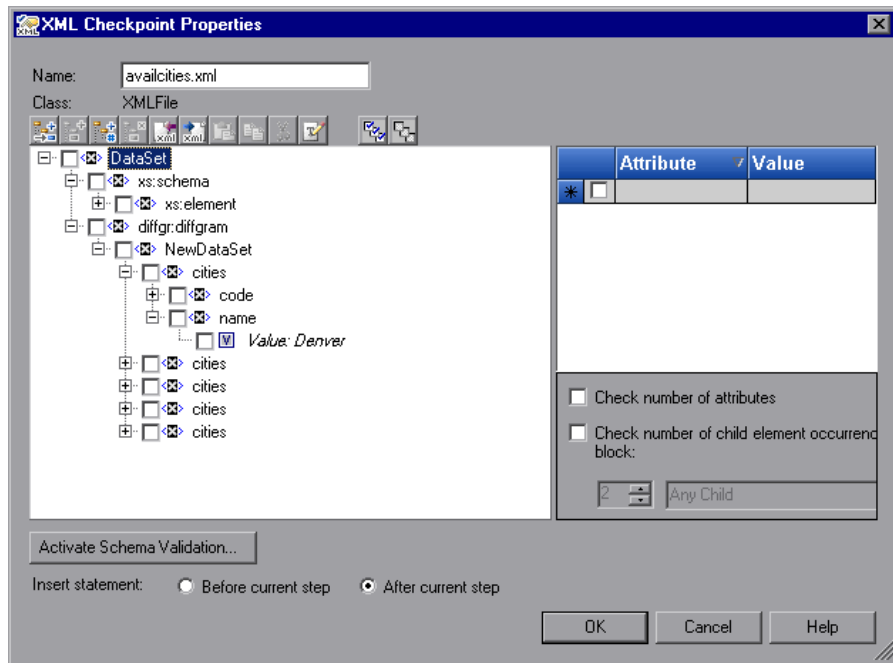 XML Checkpoint Properties
Name: availcities.xml
Class: XMLFile
DataSet
xs:schema
xs:element
diffgr:diffgram
NewDataSet
cities
code
name
Value: Denver
cities
cities
cities
cities
Attribute Value
Check number of attributes
Check number of child element occurrenc
block:
2 Any Child
Activate Schema Validation...
Insert statement: Before current step After current step
OK Cancel Help